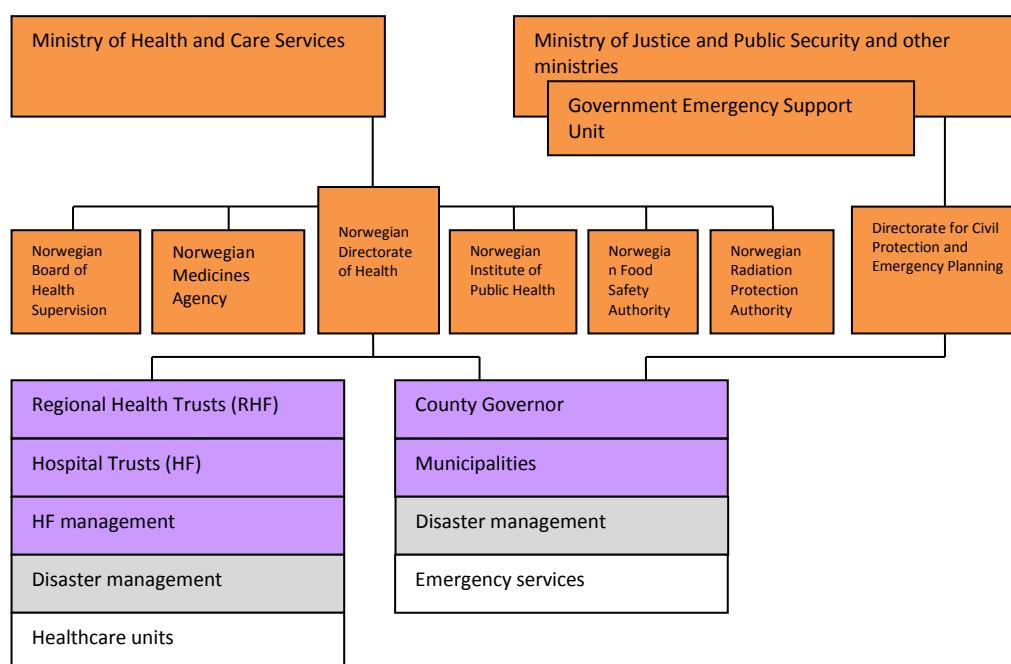 Ministry of Health and Care Services
Ministry of Justice and Public Security and other
ministries
Government Emergency Support
Unit
Norwegian
Board of
Health
Supervision
Norwegian
Medicines
Agency
Norwegian
Directorate
of Health
Norwegian
Institute of
Public Health
Norwegia
n Food
Safety
Authority
Norwegian
Radiation
Protection
Authority
Directorate for Civil
Protection and
Emergency Planning
Regional Health Trusts (RHF)
Hospital Trusts (HF)
HF management
Disaster management
Healthcare units
County Governor
Municipalities
Disaster management
Emergency services